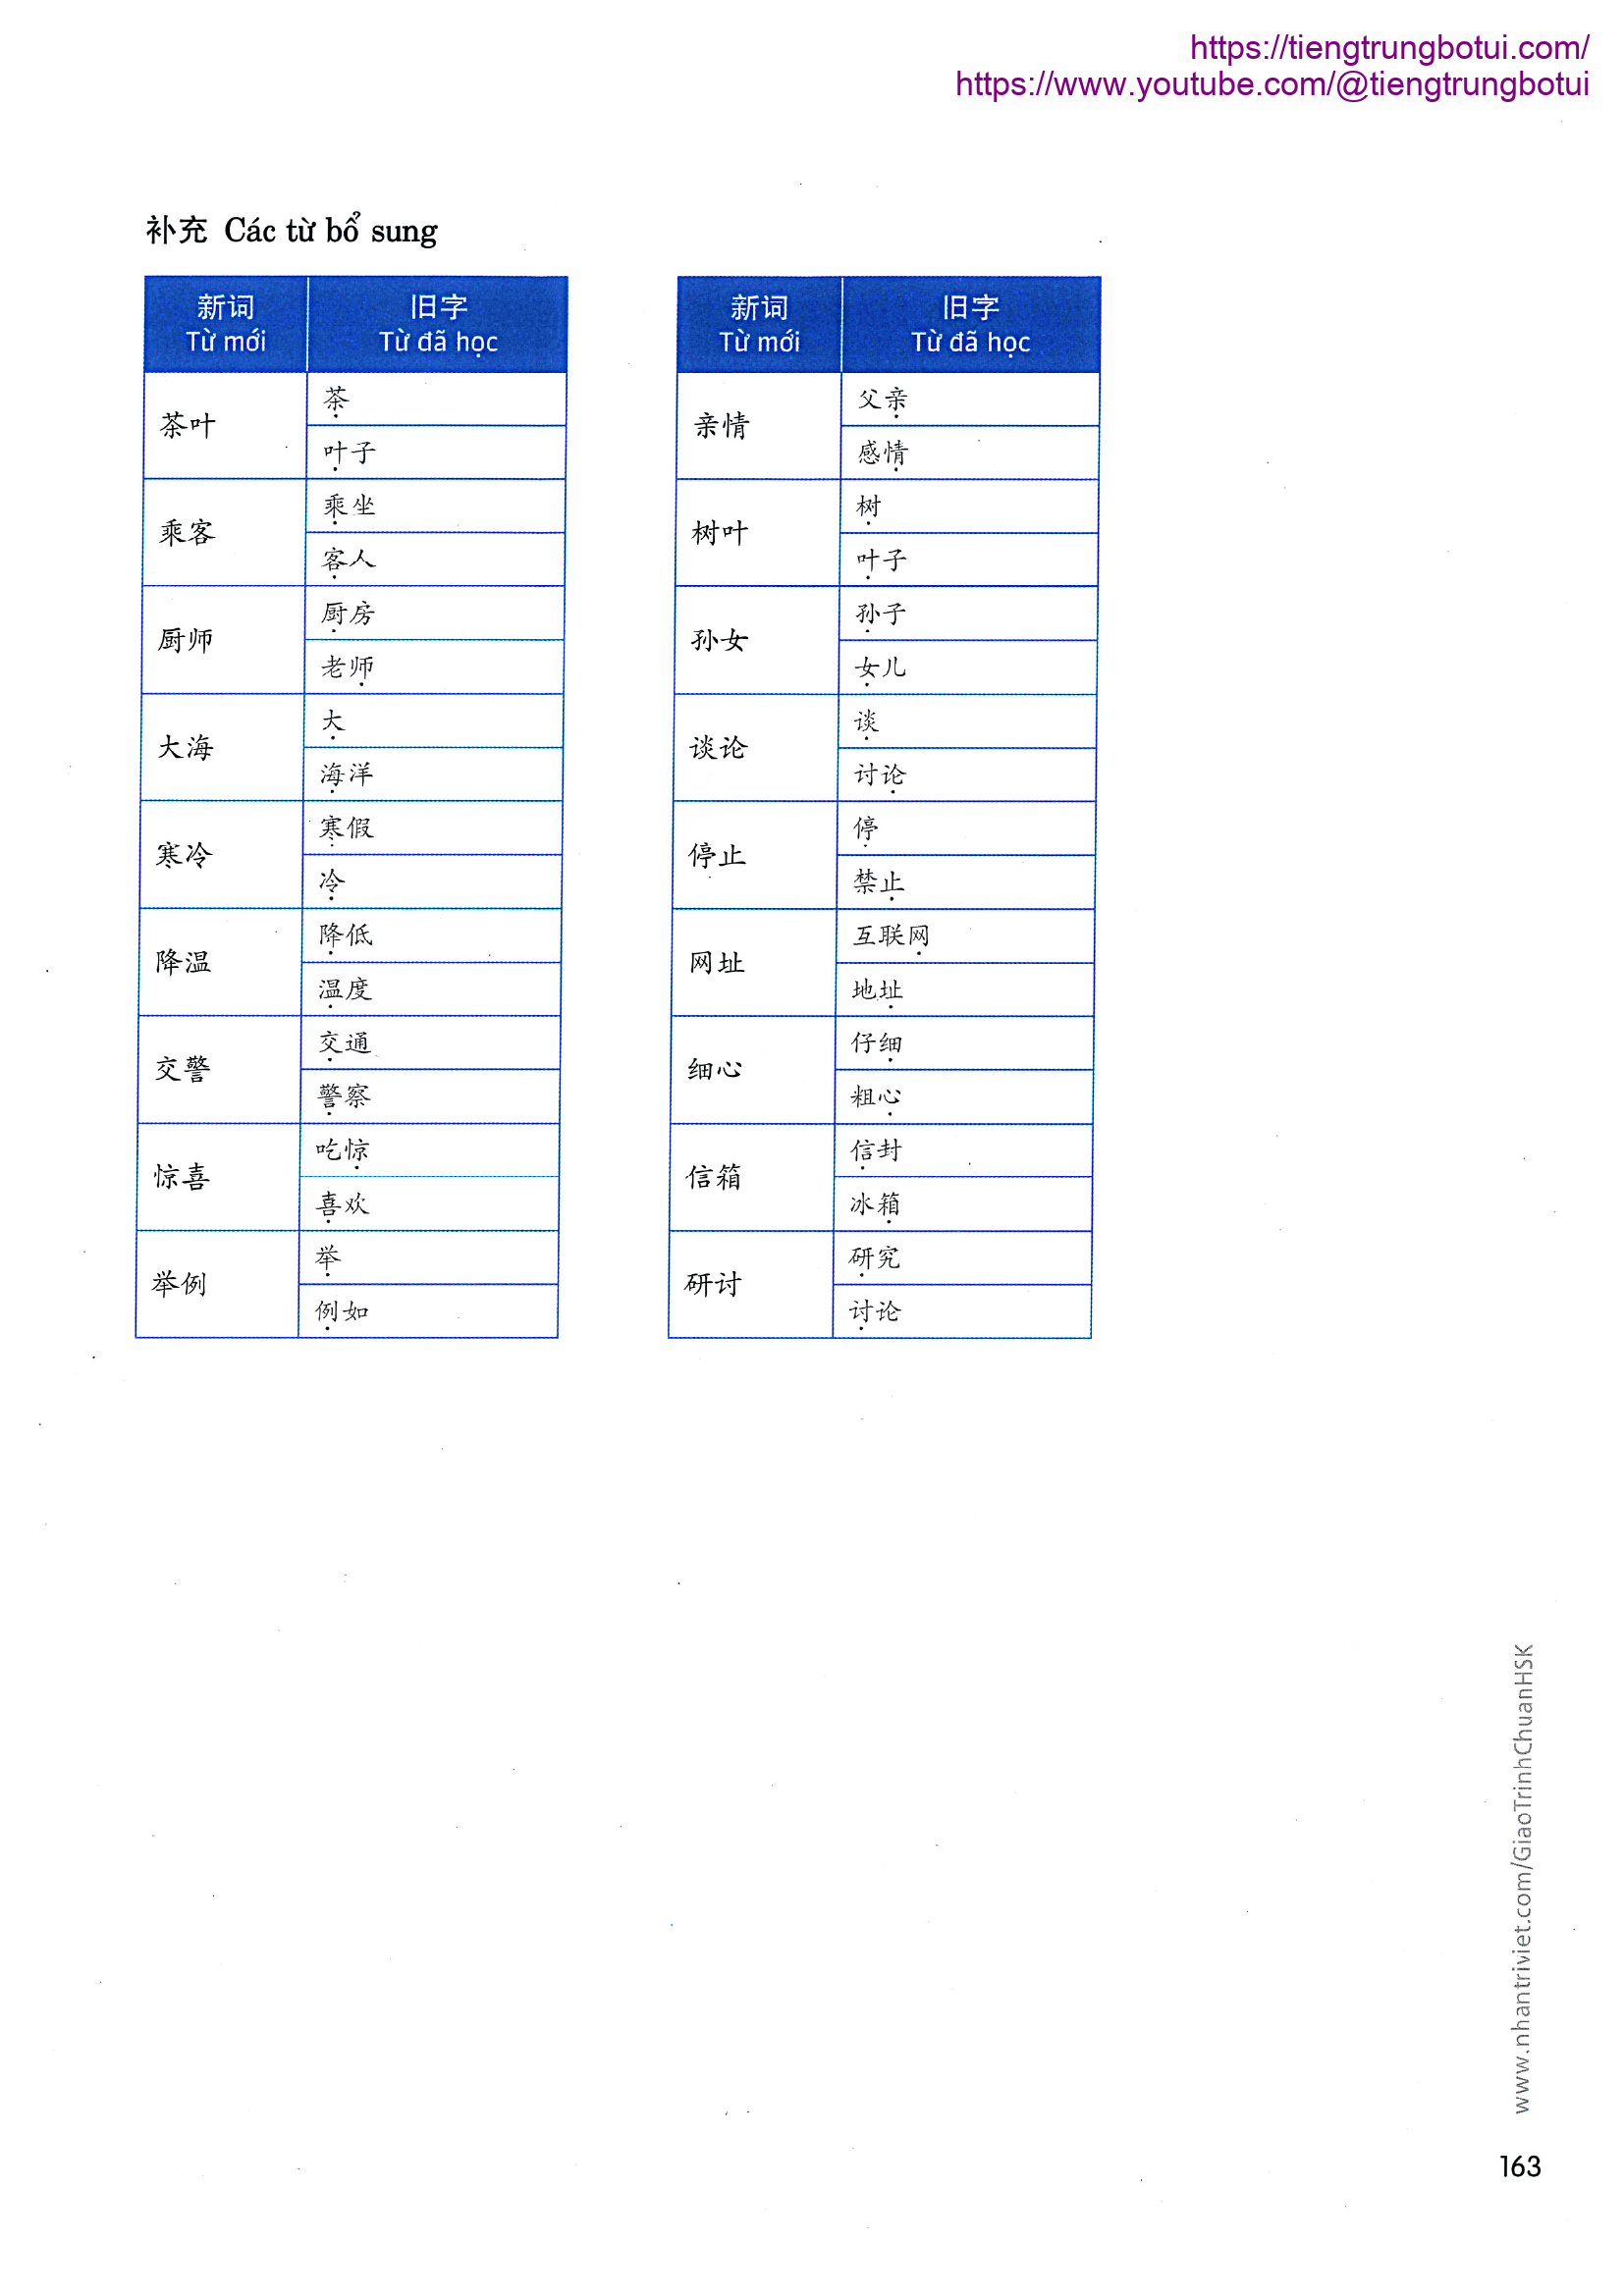 https://tiengtrungbotui.com/
https://www.youtube.com/@tiengtrungbotui
补充 Các từ bổ sung
新词 旧字
Từ mới Từ đã học
茶叶
茶
叶子
乘客
乘坐
客人
厨师
厨房
老师
大海
大
海洋
寒冷
寒假
冷
降温
降低
温度
交警
交通
警察
惊喜
吃惊
喜欢
举例
举
例如
新词 旧字
Từ mới Từ đã học
亲情
父亲
感情
树叶
树
叶子
孙女
孙子
女儿
谈论
谈
讨论
停止
停
禁止
网址
互联网
地址
细心
仔细
粗心
信箱
信封
冰箱
研讨
研究
讨论
www.nhantriviet.com/GiaoTrinhChuanHSK
163